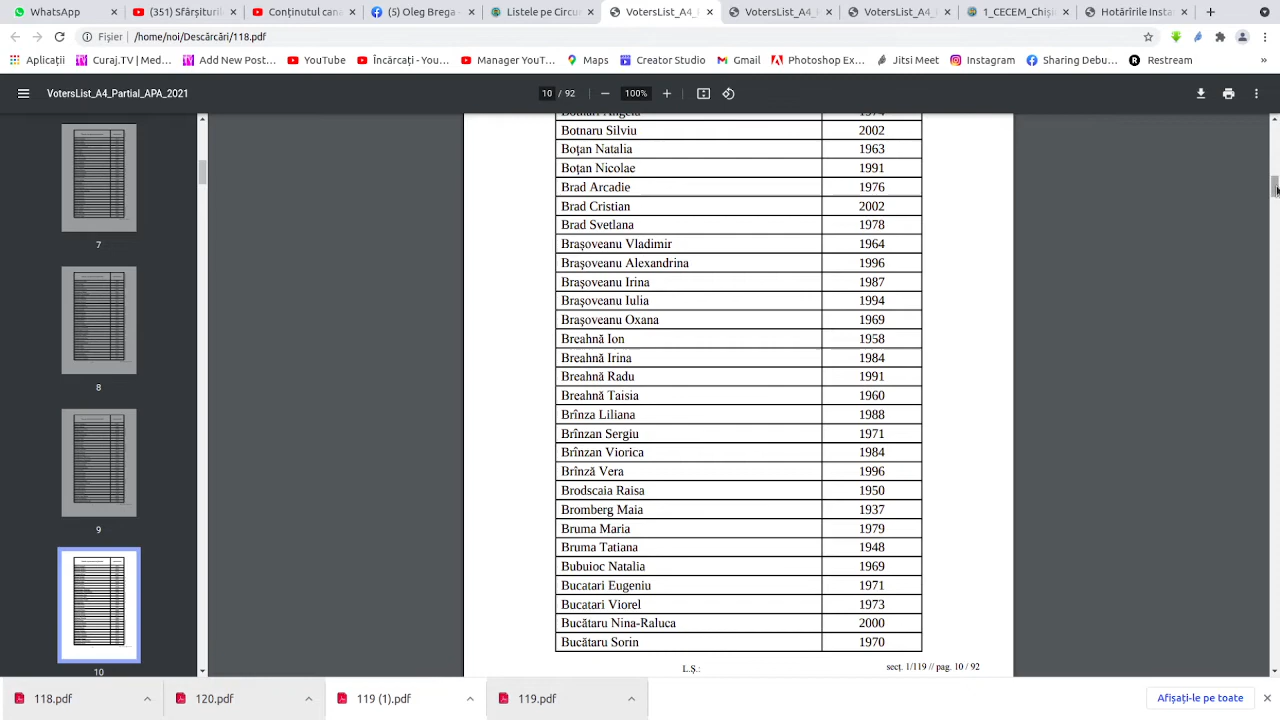 WhatsApp
(351) Sfârșituril
Conținutul cana
(5) Oleg Brega -
Listele pe Circun
VotersList_A4_
VotersList_A4_
VotersList_A4_
1_CECEM_Chiși
Hotărîrile Insta
Fișier | /home/noi/Descărcări/118.pdf
Aplicații
Curaj.TV | Med...
Add New Post...
YouTube
Încărcați - You...
Manager YouT...
Maps
Creator Studio
Gmail
Photoshop Ex...
Jitsi Meet
Instagram
Sharing Debu...
Restream
»
VotersList_A4_Partial_APA_2021
10 / 92
100%
7
8
9
10
Botnaru Silviu 2002
Boțan Natalia 1963
Boțan Nicolae 1991
Brad Arcadie 1976
Brad Cristian 2002
Brad Svetlana 1978
Brașoveanu Vladimir 1964
Brașoveanu Alexandrina 1996
Brașoveanu Irina 1987
Brașoveanu Iulia 1994
Brașoveanu Oxana 1969
Breahnă Ion 1958
Breahnă Irina 1984
Breahnă Radu 1991
Breahnă Taisia 1960
Brînza Liliana 1988
Brînzan Sergiu 1971
Brînzan Viorica 1984
Brînză Vera 1996
Brodscaia Raisa 1950
Bromberg Maia 1937
Bruma Maria 1979
Bruma Tatiana 1948
Bubuioc Natalia 1969
Bucatari Eugeniu 1971
Bucatari Viorel 1973
Bucătaru Nina-Raluca 2000
Bucătaru Sorin 1970
L.Ș.:
secț. 1/119 // pag. 10 / 92
118.pdf
120.pdf
119 (1).pdf
119.pdf
Afișați-le pe toate